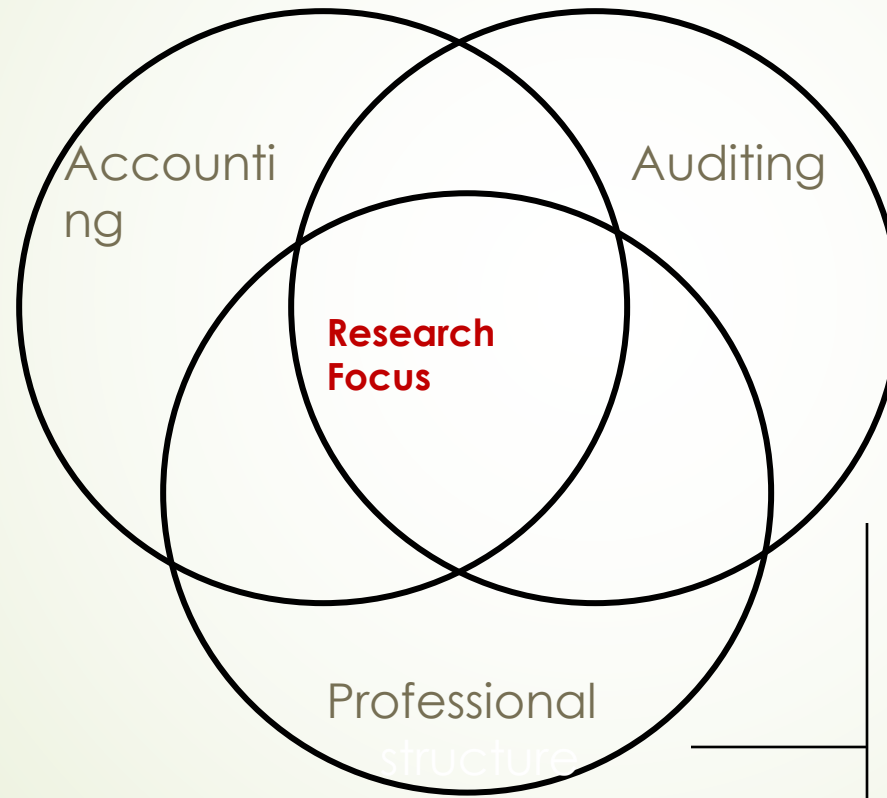 Accounti
ng
Auditing
Research
Focus
Professional
structure